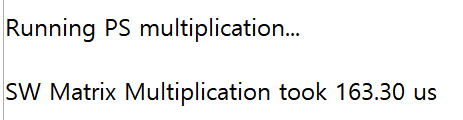 Running PS multiplication...
SW Matrix Multiplication took 163.30 us